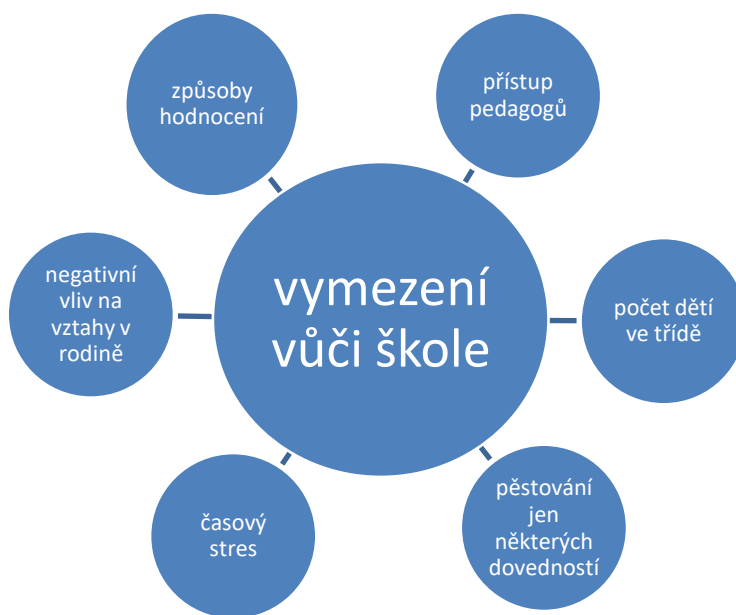 způsoby
hodnocení
přístup
pedagogů
negativní
vliv na
vztahy v
rodině
vymezení
vůči škole
počet dětí
ve třídě
časový
stres
pěstování
jen
některých
dovedností